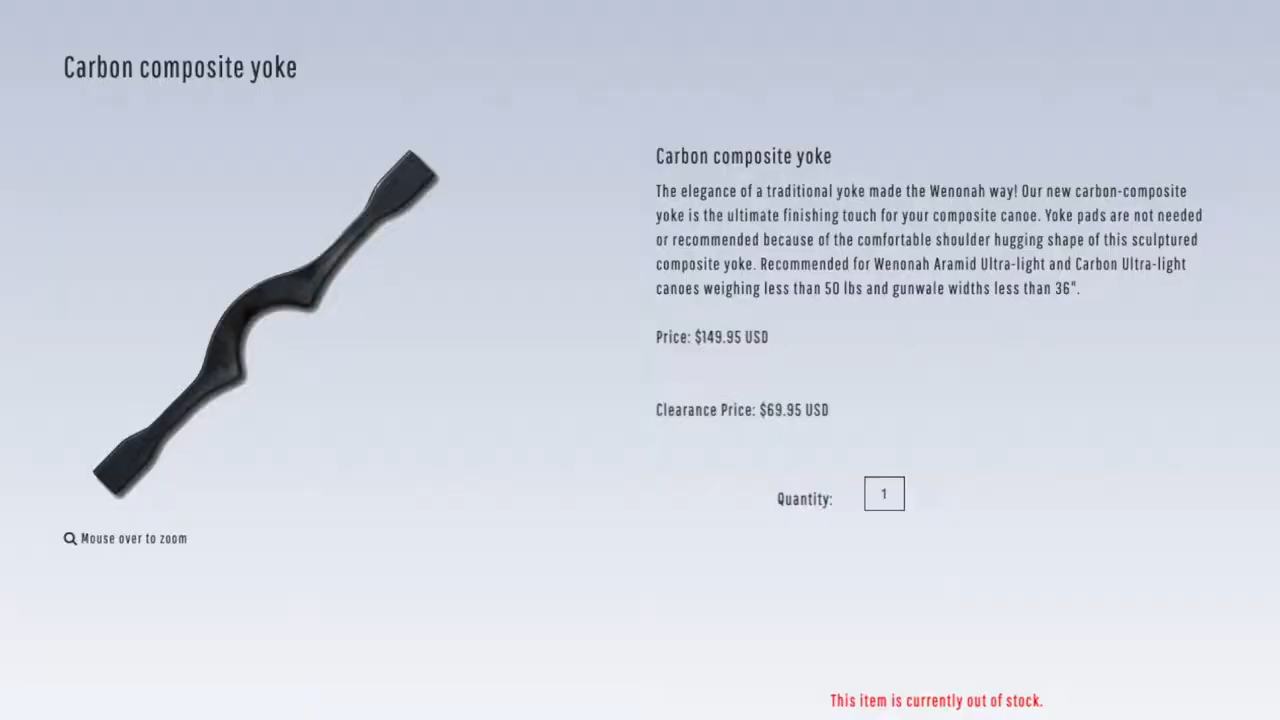 Carbon composite yoke
Carbon composite yoke
The elegance of a traditional yoke made the Wenonah way! Our new carbon-composite
yoke is the ultimate finishing touch for your composite canoe. Yoke pads are not needed
or recommended because of the comfortable shoulder hugging shape of this sculptured
composite yoke. Recommended for Wenonah Aramid Ultra-light and Carbon Ultra-light
canoes weighing less than 50 lbs and gunwale widths less than 36".
Price: $149.95 USD
Clearance Price: $69.95 USD
Quantity: 1
Mouse over to zoom
This item is currently out of stock.